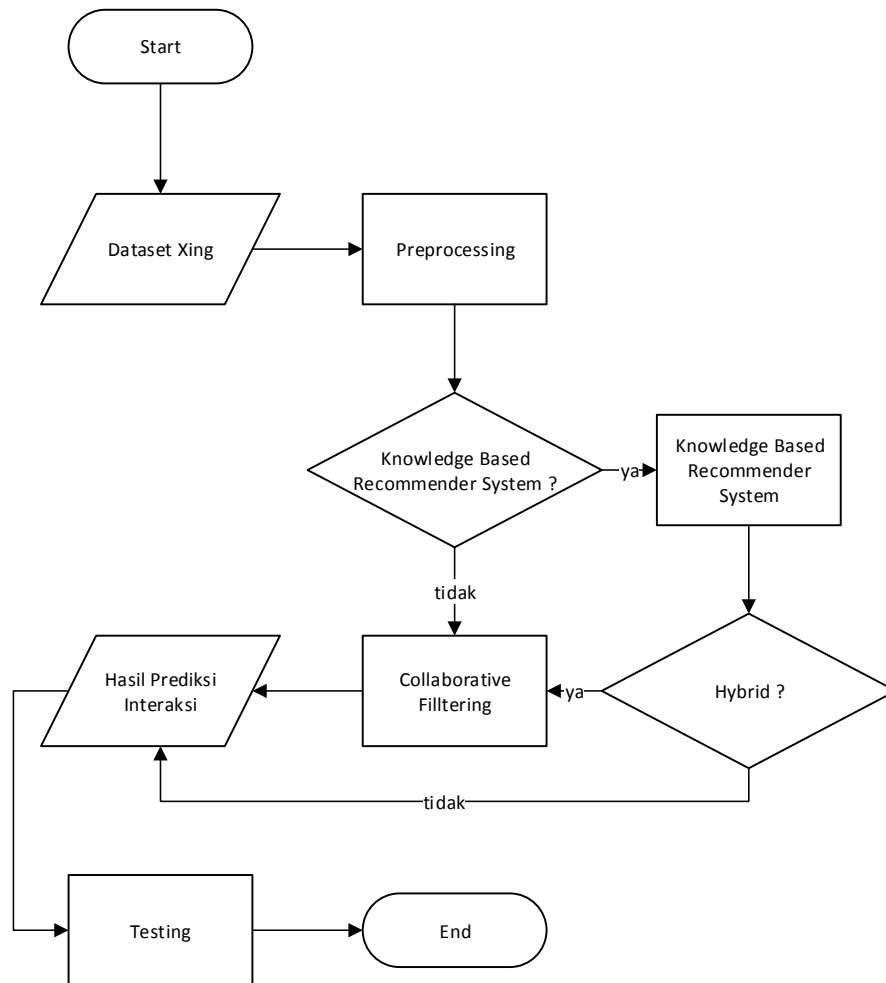 Start
Dataset Xing
Preprocessing
Knowledge Based
Recommender System ?
ya
Knowledge Based
Recommender
System
tidak
Hasil Prediksi
Interaksi
Collaborative
Filltering
ya
Hybrid ?
tidak
Testing
End